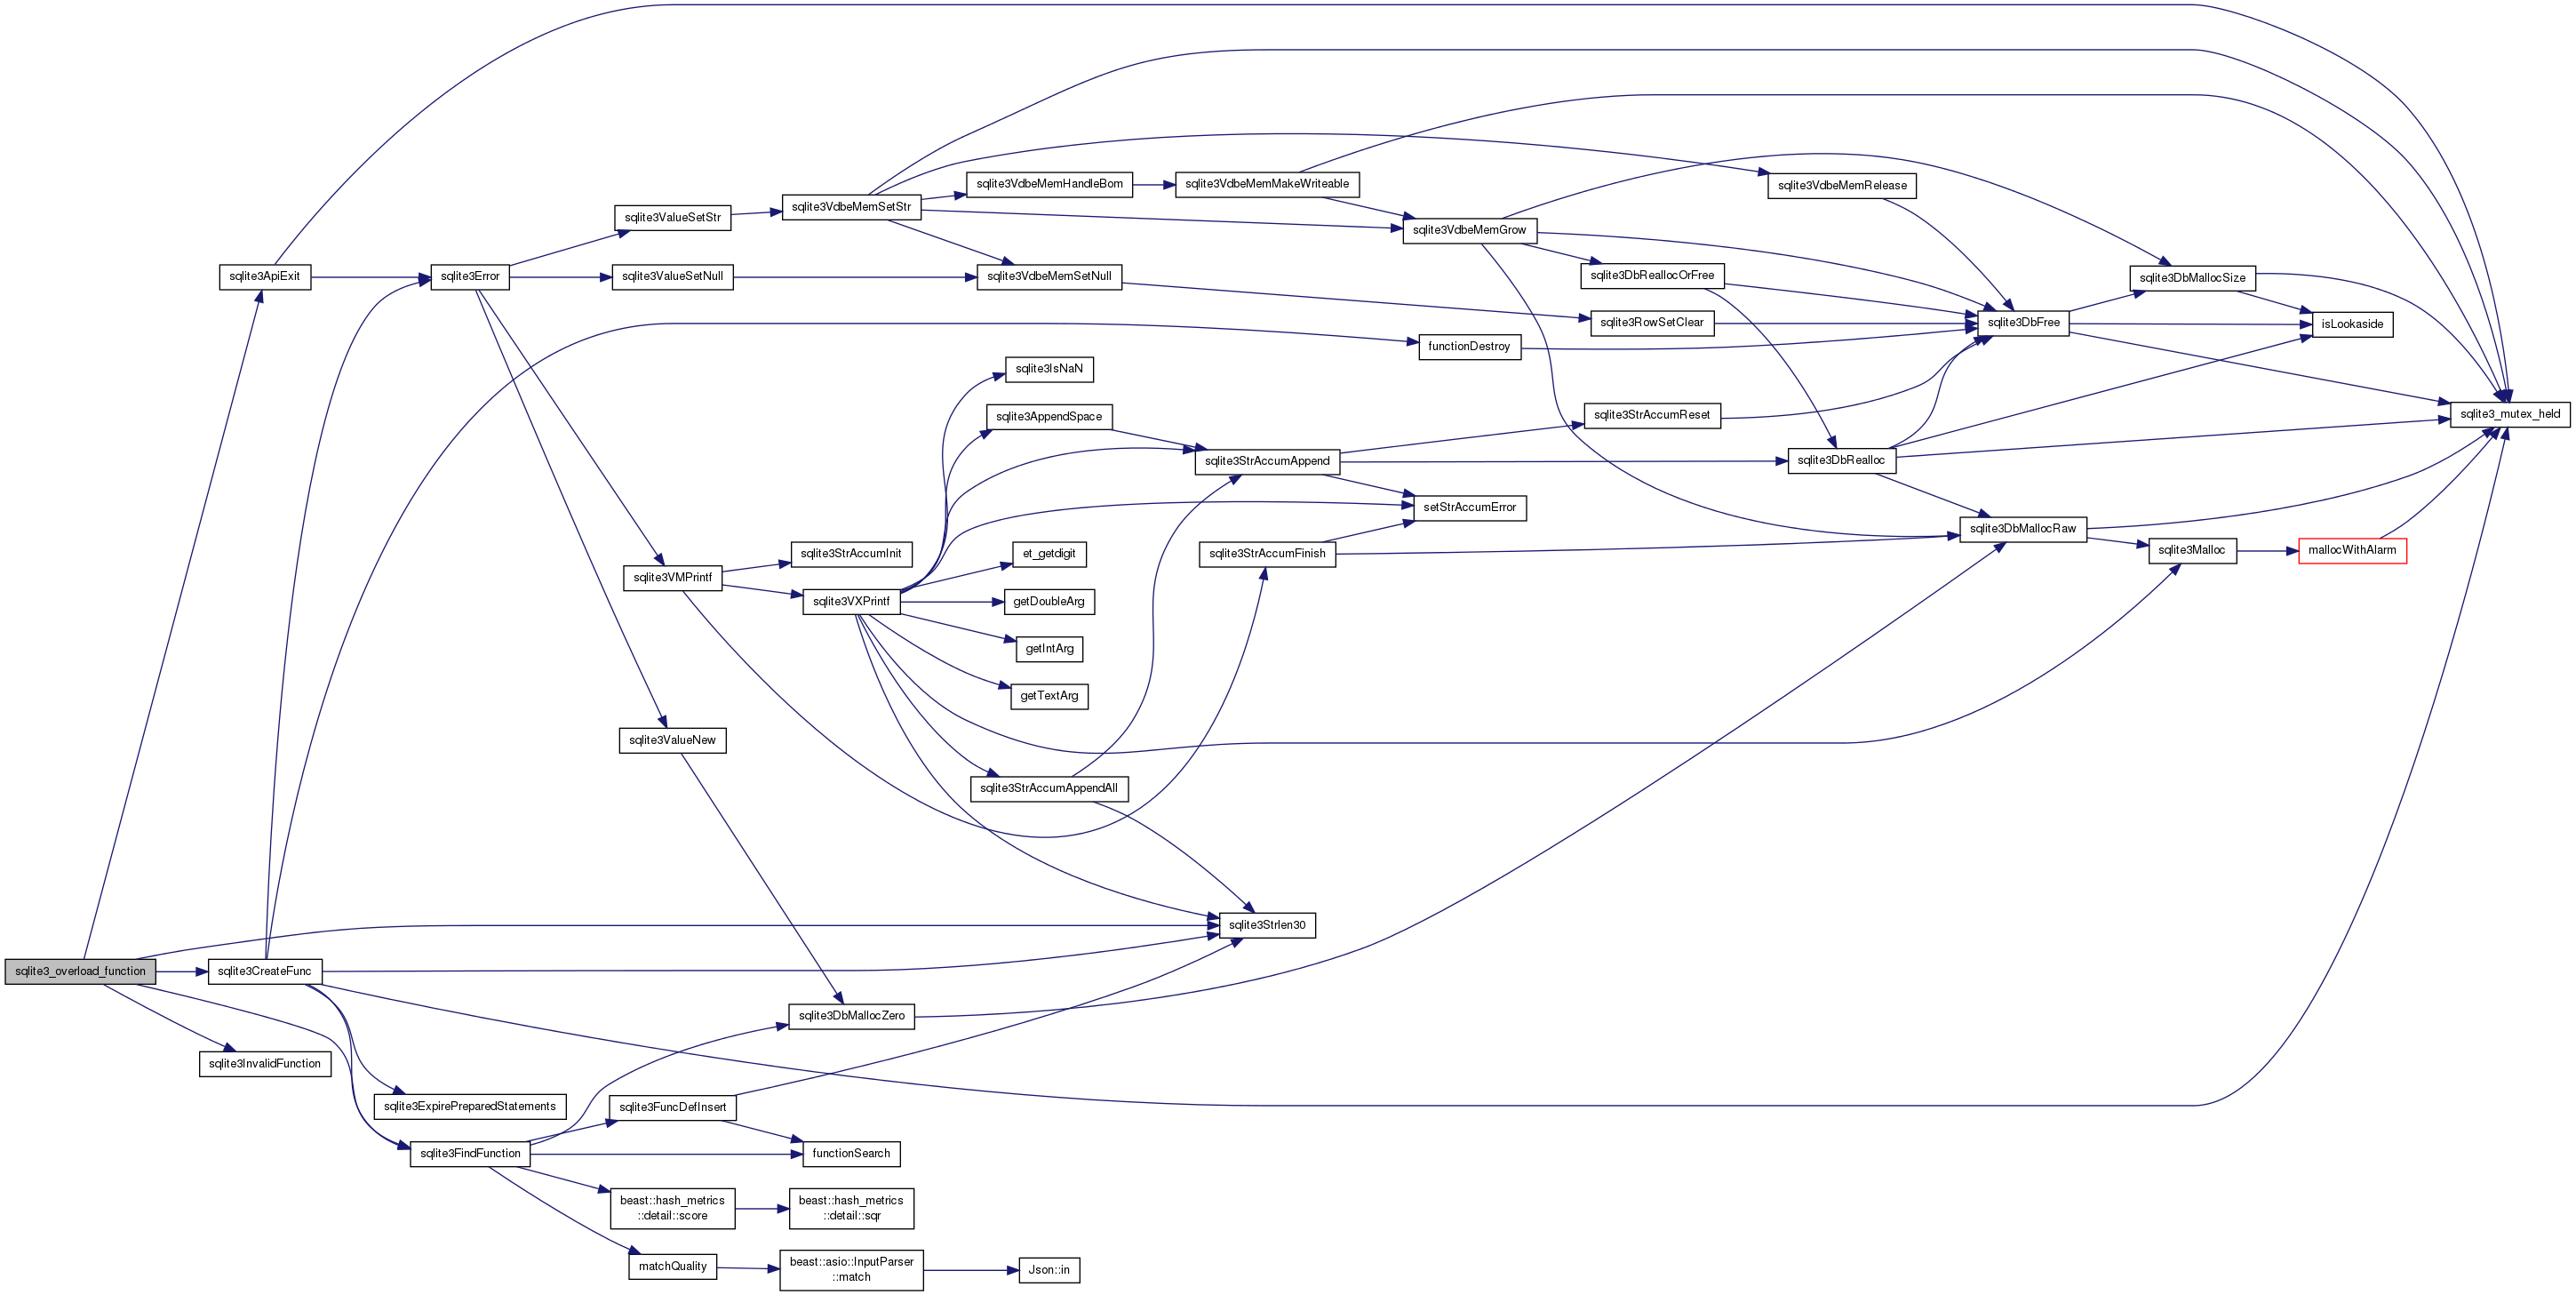 sqlite3VdbeMemHandleBom
sqlite3VdbeMemMakeWriteable
sqlite3VdbeMemRelease
sqlite3VdbeMemSetStr
sqlite3ValueSetStr
sqlite3VdbeMemGrow
sqlite3ApiExit
sqlite3Error
sqlite3ValueSetNull
sqlite3VdbeMemSetNull
sqlite3DbReallocOrFree
sqlite3DbMallocSize
sqlite3RowSetClear
sqlite3DbFree
isLookaside
functionDestroy
sqlite3IsNaN
sqlite3AppendSpace
sqlite3StrAccumReset
sqlite3_mutex_held
sqlite3StrAccumAppend
sqlite3DbRealloc
setStrAccumError
sqlite3DbMallocRaw
sqlite3StrAccumInit
et_getdigit
sqlite3StrAccumFinish
sqlite3Malloc
mallocWithAlarm
sqlite3VMPrintf
sqlite3VXPrintf
getDoubleArg
getIntArg
getTextArg
sqlite3ValueNew
sqlite3StrAccumAppendAll
sqlite3Strlen30
sqlite3_overload_function
sqlite3CreateFunc
sqlite3DbMallocZero
sqlite3InvalidFunction
sqlite3ExpirePreparedStatements
sqlite3FuncDefInsert
sqlite3FindFunction
functionSearch
beast::hash_metrics
::detail::score
beast::hash_metrics
::detail::sqr
matchQuality
beast::asio::InputParser
::match
Json::in